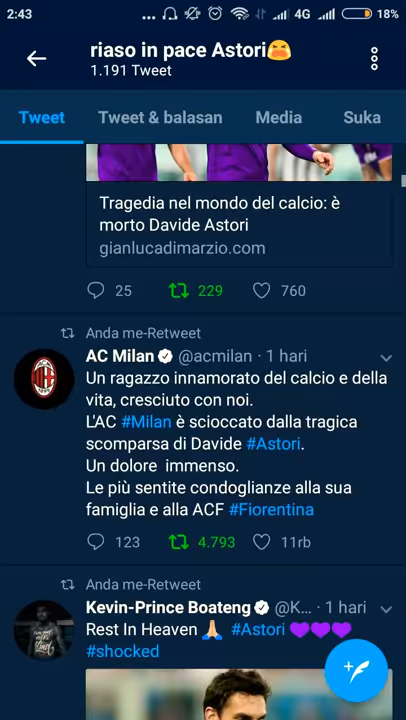 2:43 ... 4G 18%
riaso in pace Astori😫
1.191 Tweet
Tweet Tweet & balasan Media Suka
Tragedia nel mondo del calcio: è
morto Davide Astori
gianlucadimarzio.com
25 229 760
Anda me-Retweet
AC Milan @acmilan · 1 hari
Un ragazzo innamorato del calcio e della
vita, cresciuto con noi.
L'AC #Milan è scioccato dalla tragica
scomparsa di Davide #Astori.
Un dolore immenso.
Le più sentite condoglianze alla sua
famiglia e alla ACF #Fiorentina
123 4.793 11rb
Anda me-Retweet
Kevin-Prince Boateng @K... · 1 hari
Rest In Heaven 🙏 #Astori 💜💜💜
#shocked